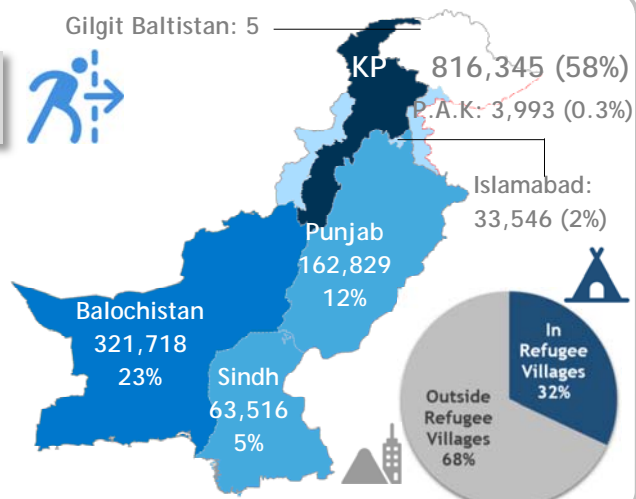 Gilgit Baltistan: 5
KP 816,345 (58%)
P.A.K: 3,993 (0.3%)
Islamabad:
33,546 (2%)
Punjab
162,829
12%
Balochistan
321,718
23%
Sindh
63,516
5%
In
Refugee
Villages
32%
Outside
Refugee
Villages
68%